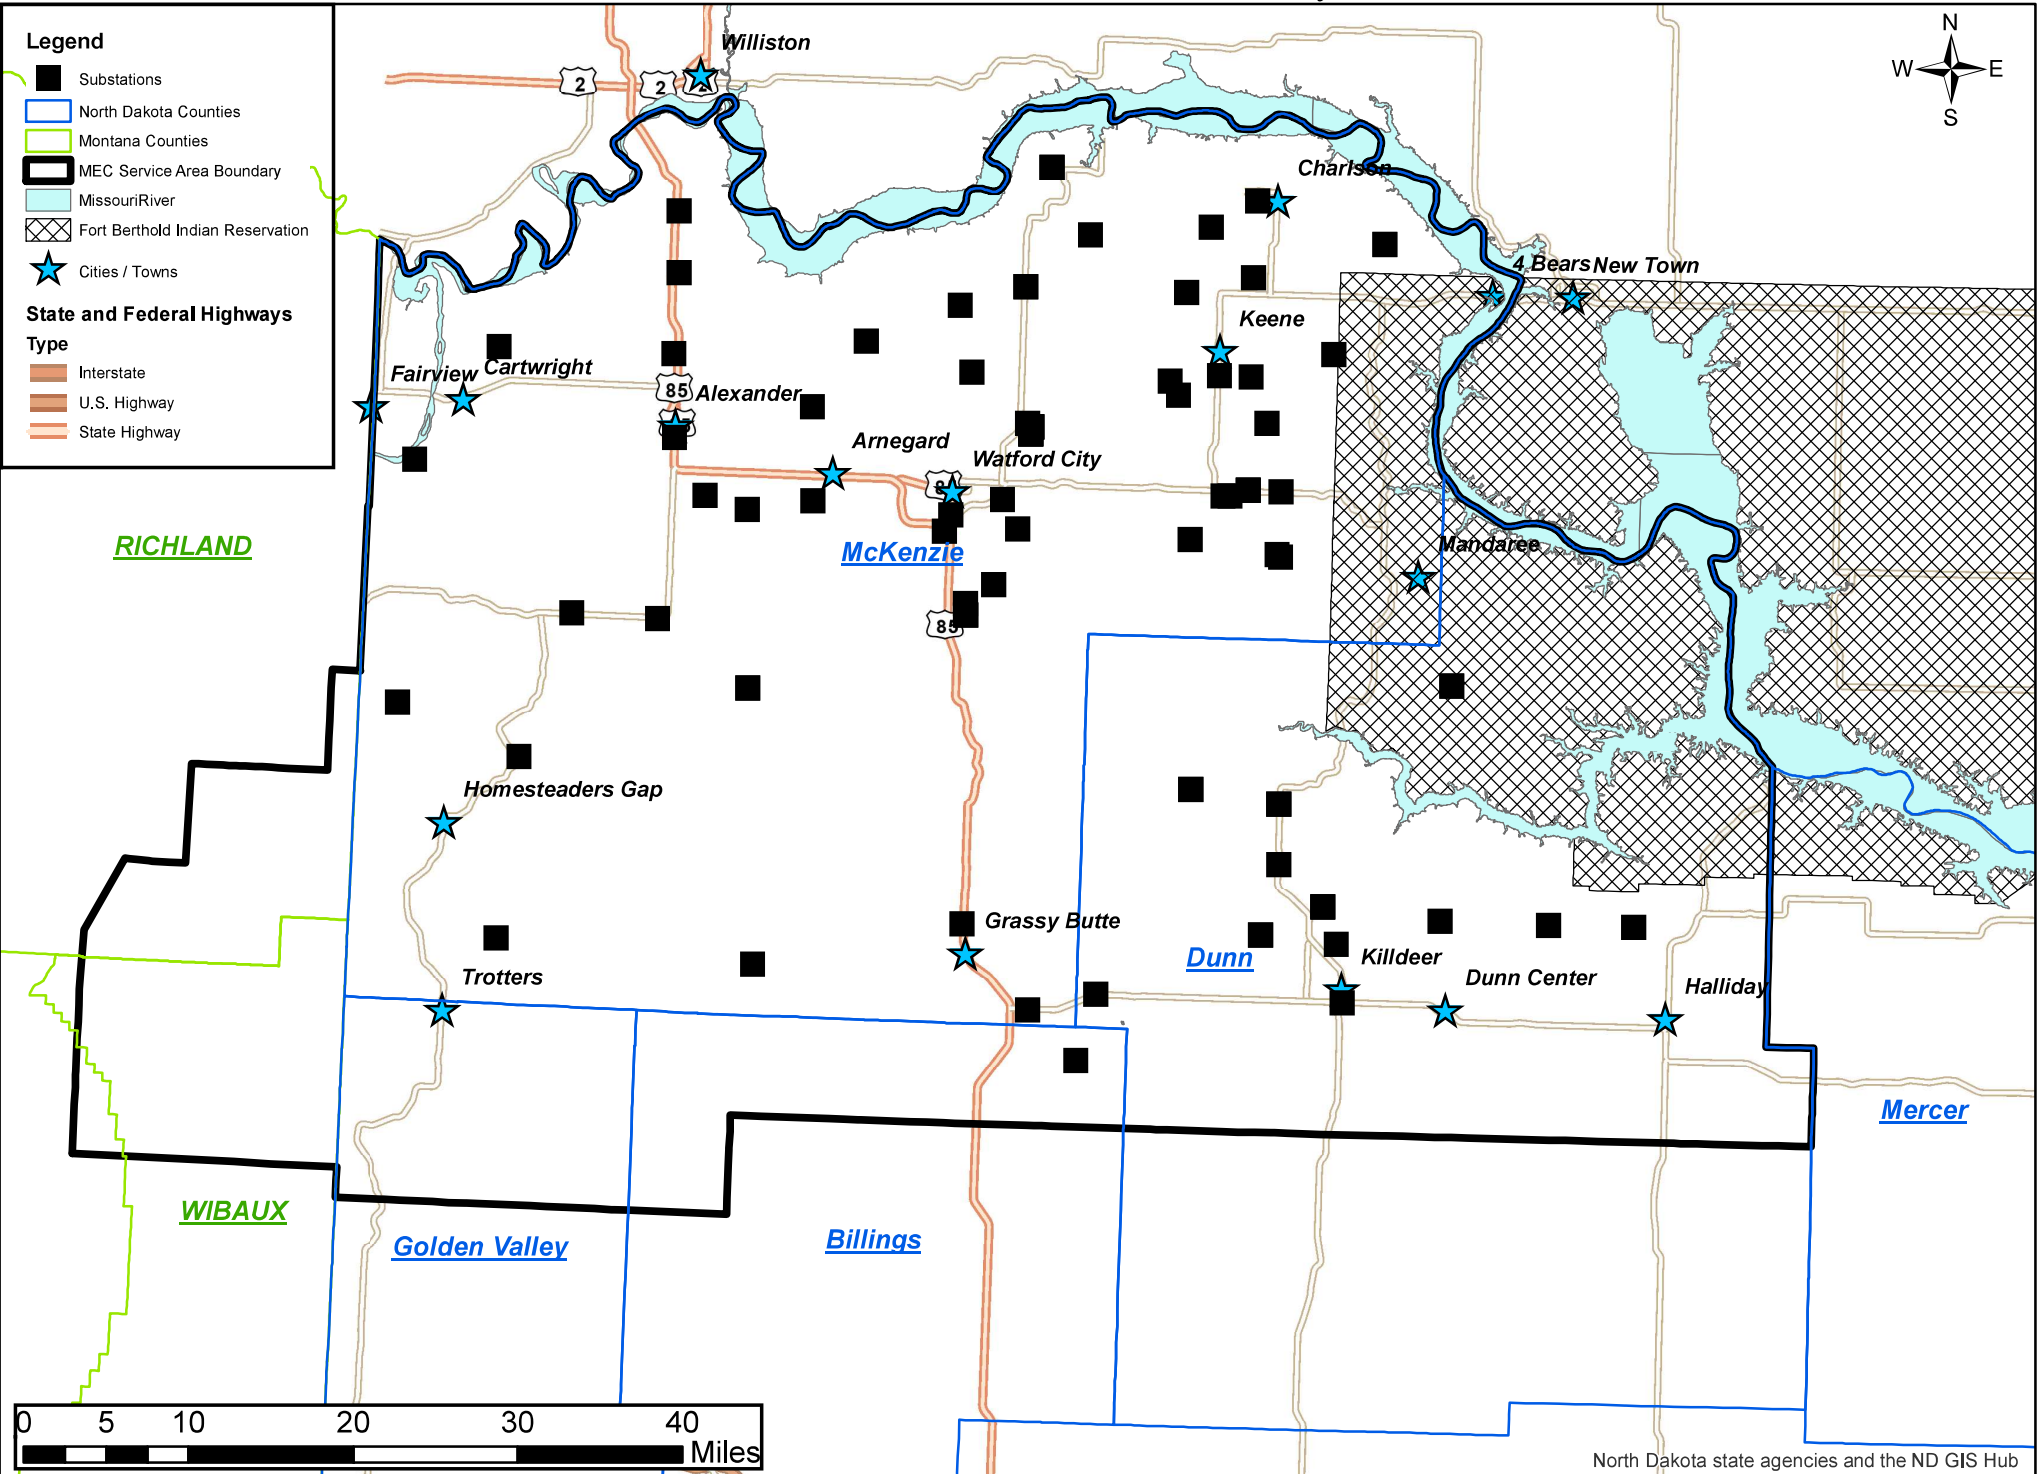 Legend
Substations
North Dakota Counties
Montana Counties
MEC Service Area Boundary
MissouriRiver
Fort Berthold Indian Reservation
Cities / Towns
State and Federal Highways
Type
Interstate
U.S. Highway
State Highway
N
W E
S
Williston
2 2 2
Charlson
4 Bears New Town
Keene
Fairview Cartwright
85
Alexander
Arnegard
Watford City
RICHLAND
McKenzie
Mandaree
85
Homesteaders Gap
Grassy Butte
Trotters
Dunn
Killdeer
Dunn Center
Halliday
Mercer
WIBAUX
Golden Valley
Billings
0 5 10 20 30 40
Miles
North Dakota state agencies and the ND GIS Hub